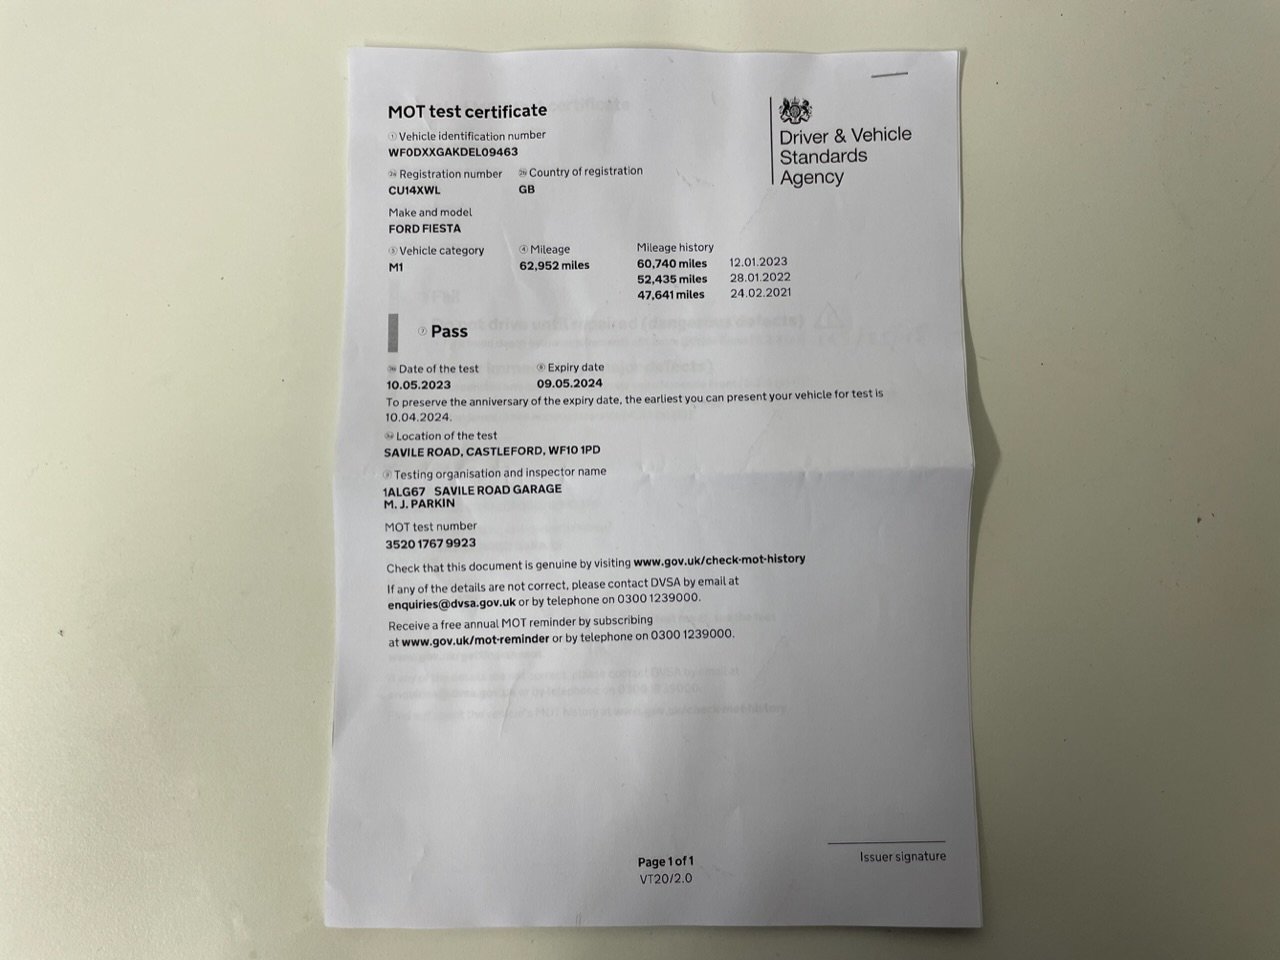 MOT test certificate
1 Vehicle identification number
WF0DXXGAKDEL09463
Registration number
CU14XWL
Country of registration
GB
Make and model
FORD FIESTA
Vehicle category
M1
4 Mileage
62,952 miles
Mileage history
60,740 miles 12.01.2023
52,435 miles 28.01.2022
47,641 miles 24.02.2021
Driver & Vehicle
Standards
Agency
7 Pass
Date of the test
10.05.2023
Expiry date
09.05.2024
To preserve the anniversary of the expiry date, the earliest you can present your vehicle for test is
10.04.2024.
Location of the test
SAVILE ROAD, CASTLEFORD, WF10 1PD
Testing organisation and inspector name
1ALG67 SAVILE ROAD GARAGE
M. J. PARKIN
MOT test number
3520 1767 9923
Check that this document is genuine by visiting www.gov.uk/check-mot-history
If any of the details are not correct, please contact DVSA by email at
enquiries@dvsa.gov.uk or by telephone on 0300 1239000.
Receive a free annual MOT reminder by subscribing
at www.gov.uk/mot-reminder or by telephone on 0300 1239000.
Issuer signature
Page 1 of 1
VT20/2.0